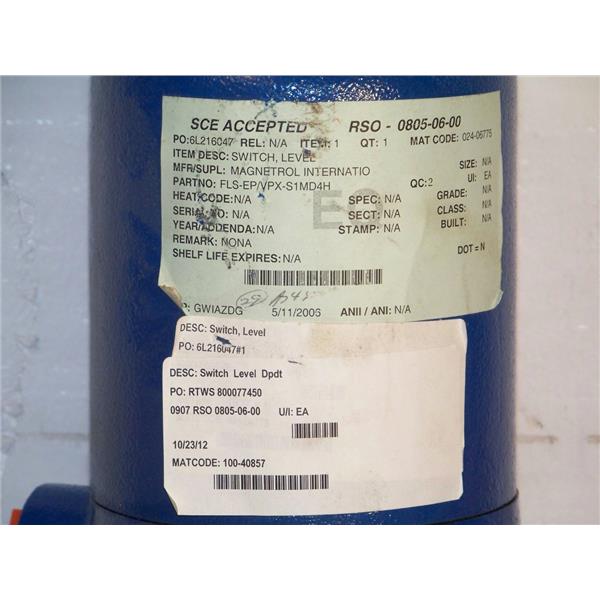 SCE ACCEPTED RSO - 0805-06-00
PO:6L216047 REL: N/A ITEM: 1 QT: 1 MAT CODE: 024-06775
ITEM DESC: SWITCH, LEVEL SIZE: N/A
MFR/SUPL: MAGNETROL INTERNATIO UI: EA
PARTNO: FLS-EP/VPX-S1MD4H QC:2
HEAT CODE: N/A SPEC: N/A GRADE: N/A
SERIAL NO: N/A SECT: N/A CLASS: N/A
YEAR/ADDENDA: N/A STAMP: N/A BUILT: N/A
REMARK: NONA
SHELF LIFE EXPIRES: N/A DOT = N
P: GWIAZDG 5/11/2006 ANII / ANI: N/A
DESC: Switch, Level
PO: 6L216047#1
DESC: Switch Level Dpdt
PO: RTWS 800077450
0907 RSO 0805-06-00 U/I: EA
10/23/12
MATCODE: 100-40857